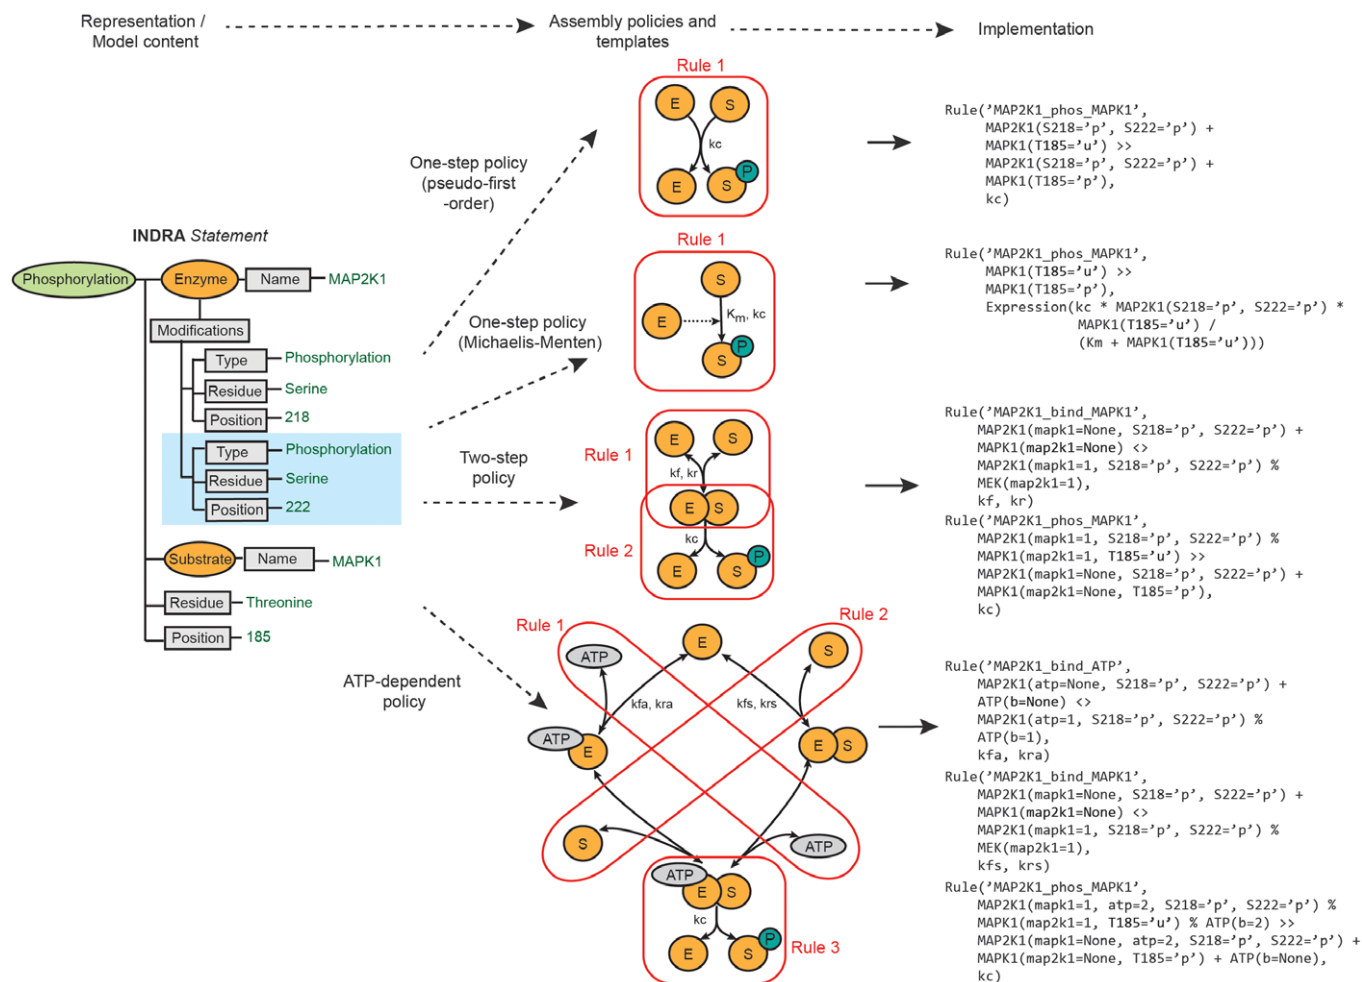 Representation /
Model content
Assembly policies and
templates
Implementation
INDRA Statement
Phosphorylation
Enzyme
Name
MAP2K1
Modifications
Type
Phosphorylation
Residue
Serine
Position
218
Type
Phosphorylation
Residue
Serine
Position
222
Substrate
Name
MAPK1
Residue
Threonine
Position
185
One-step policy
(pseudo-first
-order)
Rule 1
E
S
kc
E
S
P
Rule('MAP2K1_phos_MAPK1',
MAP2K1(S218='p', S222='p') +
MAPK1(T185='u') >>
MAP2K1(S218='p', S222='p') +
MAPK1(T185='p'),
kc)
One-step policy
(Michaelis-Menten)
Rule 1
S
E
Km, kc
S
P
Rule('MAP2K1_phos_MAPK1',
MAPK1(T185='u') >>
MAPK1(T185='p'),
Expression(kc * MAP2K1(S218='p', S222='p') *
MAPK1(T185='u') /
(Km + MAPK1(T185='u')))
Two-step
policy
Rule 1
E
S
kf, kr
E
S
Rule 2
kc
E
S
P
Rule('MAP2K1_bind_MAPK1',
MAP2K1(mapk1=None, S218='p', S222='p') +
MAPK1(map2k1=None) <>
MAP2K1(mapk1=1, S218='p', S222='p') %
MEK(map2k1=1),
kf, kr)
Rule('MAP2K1_phos_MAPK1',
MAP2K1(mapk1=1, S218='p', S222='p') %
MAPK1(map2k1=1, T185='u') >>
MAP2K1(mapk1=None, S218='p', S222='p') +
MAPK1(map2k1=None, T185='p'),
kc)
ATP-dependent
policy
Rule 1
Rule 2
ATP
E
S
kfa, kra
kfs, krs
ATP
E
E
S
S
ATP
ATP
E
S
kc
E
S
P
Rule 3
Rule('MAP2K1_bind_ATP',
MAP2K1(atp=None, S218='p', S222='p') +
ATP(b=None) <>
MAP2K1(atp=1, S218='p', S222='p') %
ATP(b=1),
kfa, kra)
Rule('MAP2K1_bind_MAPK1',
MAP2K1(mapk1=None, S218='p', S222='p') +
MAPK1(map2k1=None) <>
MAP2K1(mapk1=1, S218='p', S222='p') %
MEK(map2k1=1),
kfs, krs)
Rule('MAP2K1_phos_MAPK1',
MAP2K1(mapk1=1, atp=2, S218='p', S222='p') %
MAPK1(map2k1=1, T185='u') % ATP(b=2) >>
MAP2K1(mapk1=None, atp=2, S218='p', S222='p') +
MAPK1(map2k1=None, T185='p') + ATP(b=None),
kc)